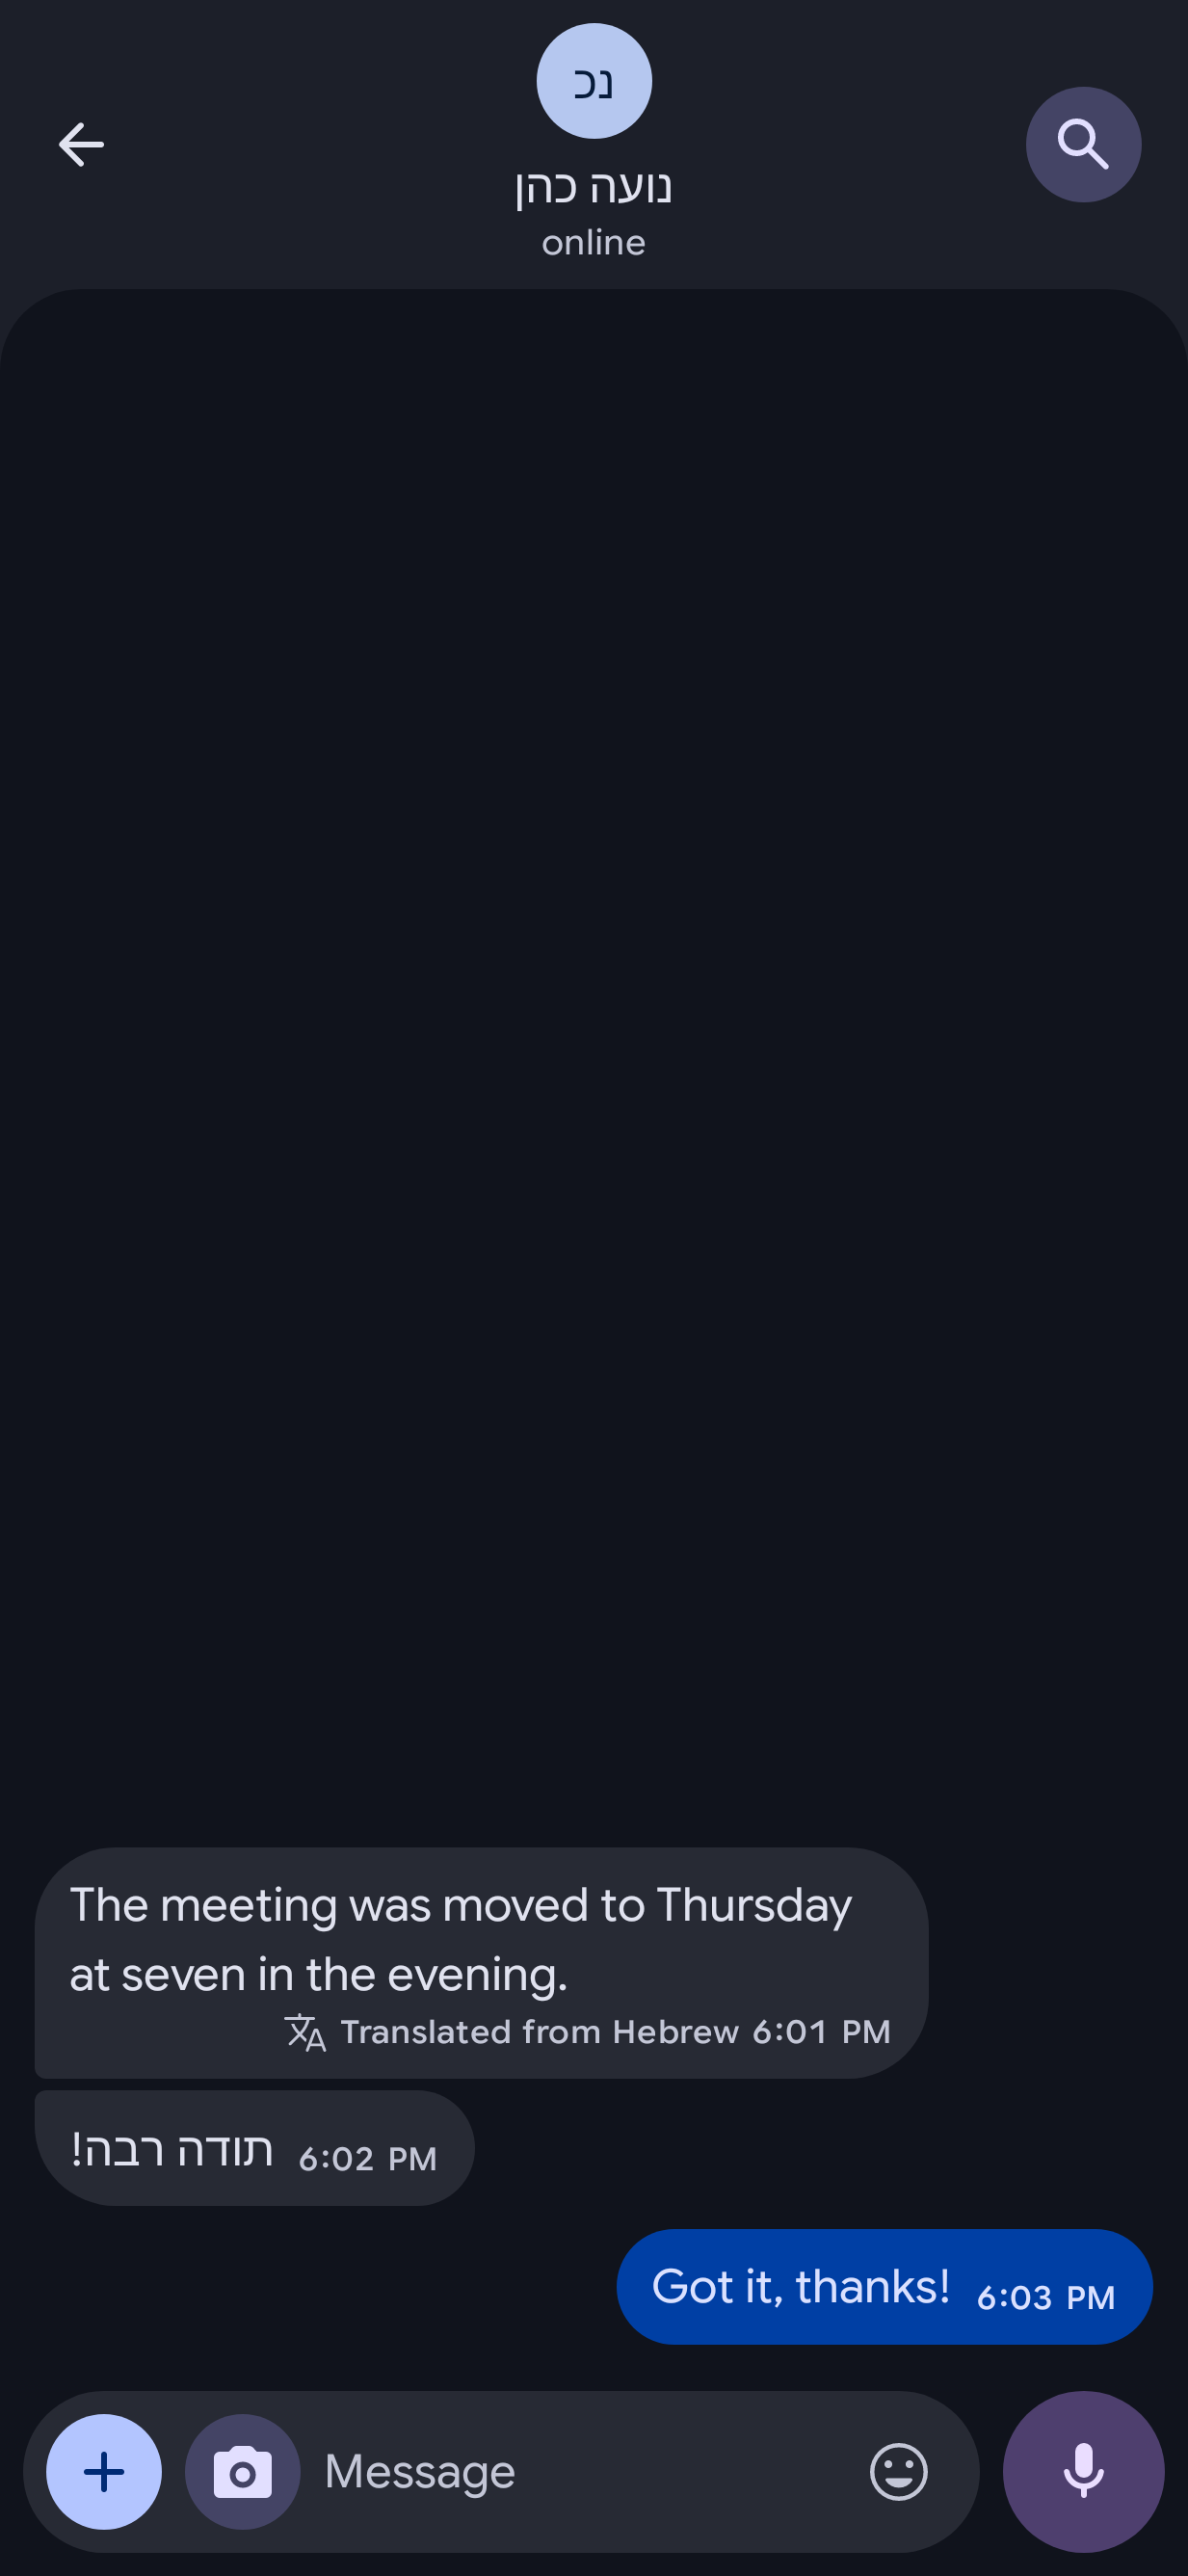 נכ
נועה כהן
online
The meeting was moved to Thursday
at seven in the evening.
Translated from Hebrew 6:01 PM
תודה רבה! 6:02 PM
Got it, thanks! 6:03 PM
Message